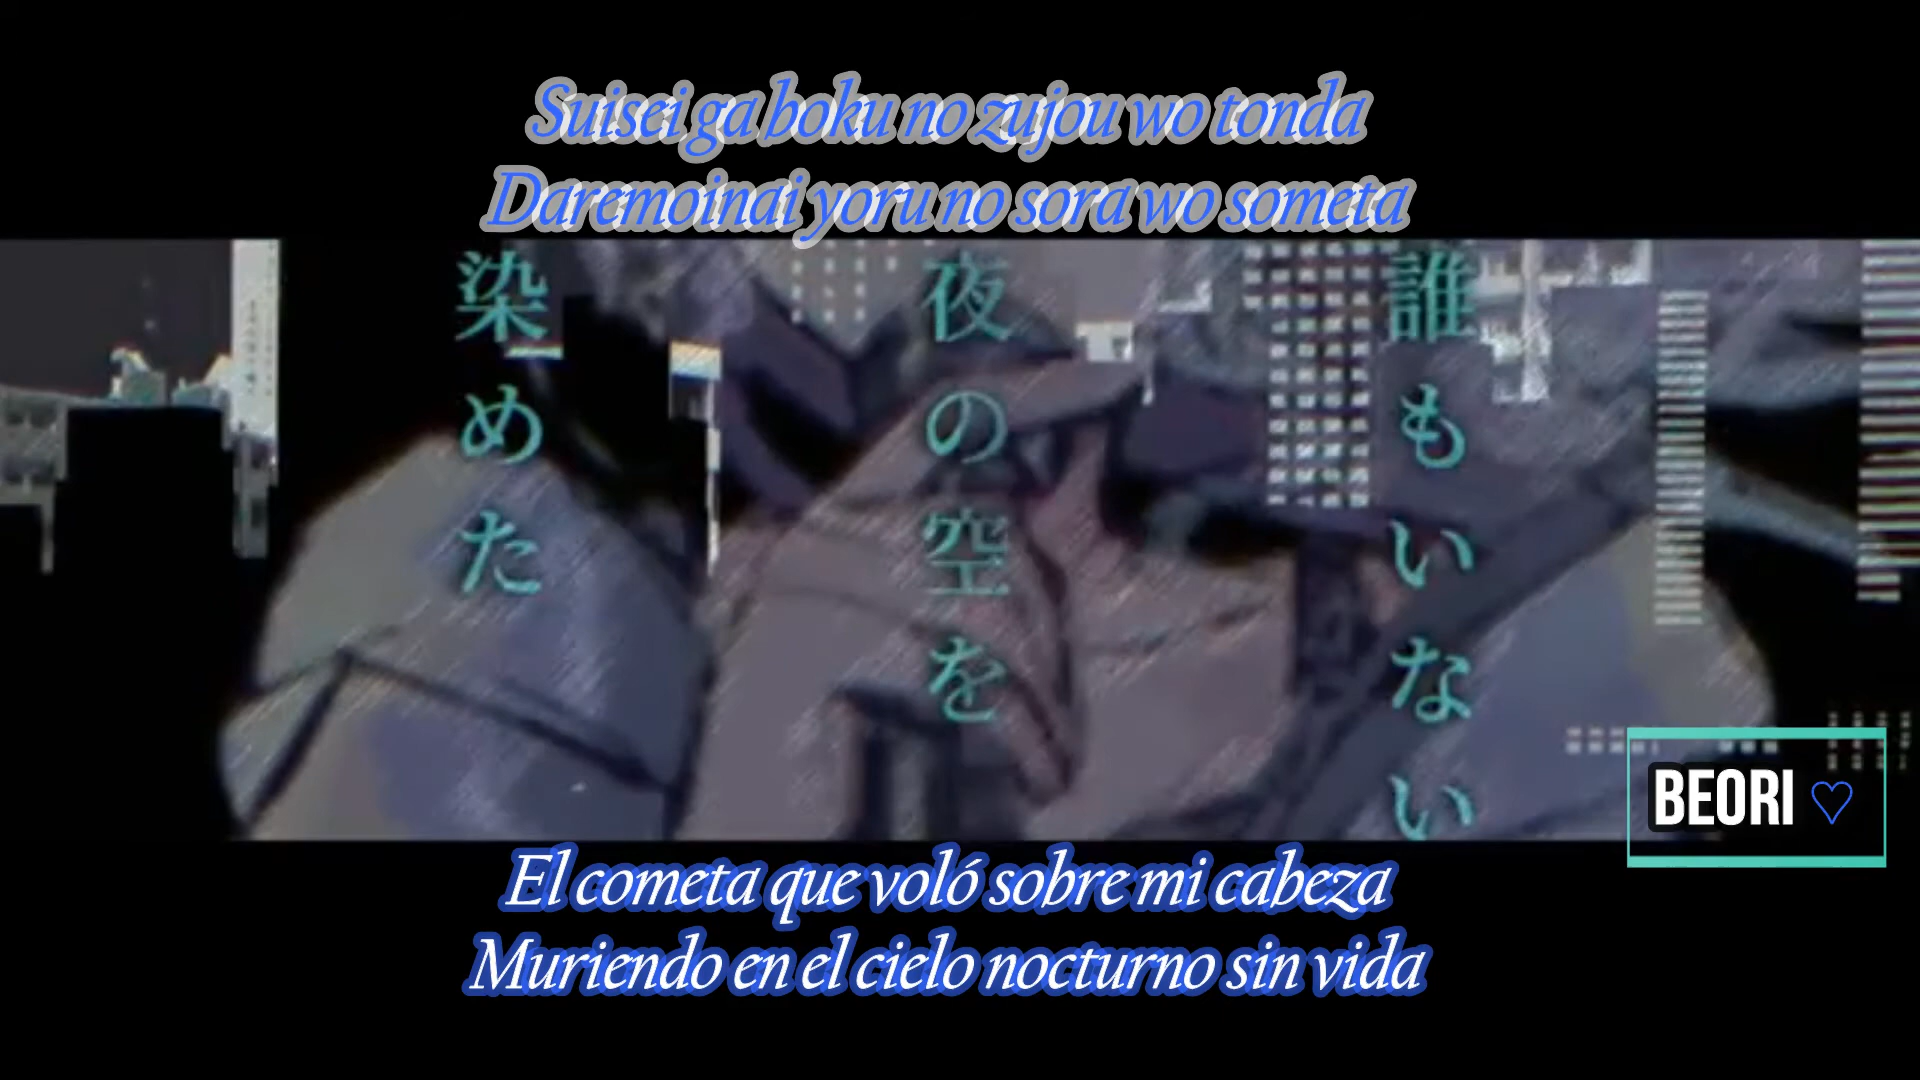 Suisei ga boku no zujou wo tonda
Daremoinai yoru no sora wo someta
誰もいない
夜の空を
染めた
BEORI ♡
El cometa que voló sobre mi cabeza
Muriendo en el cielo nocturno sin vida